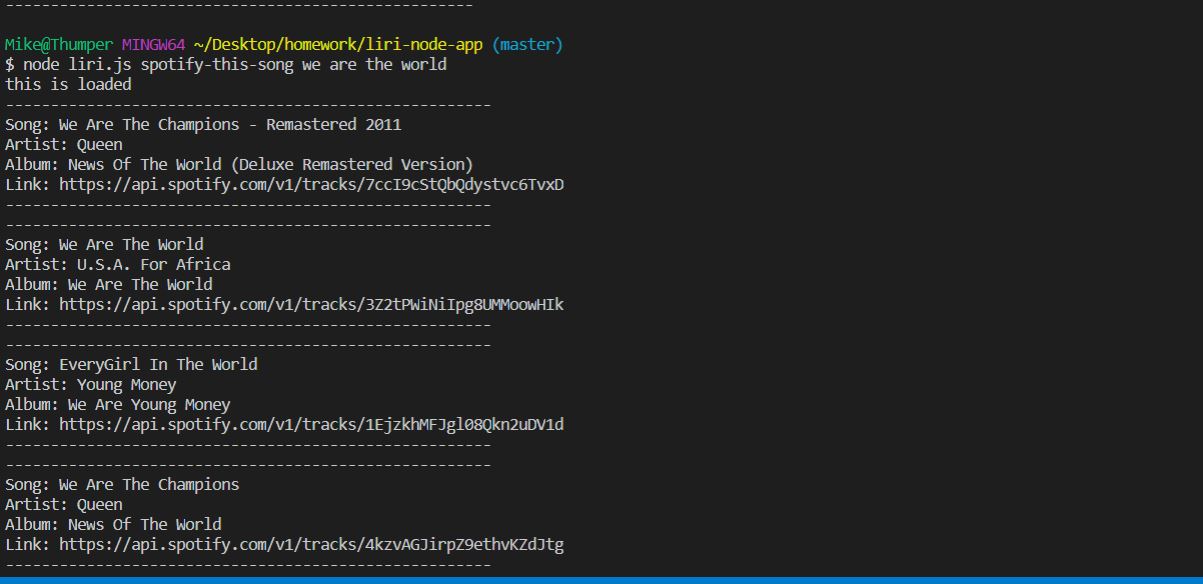 ----------------------------------------------------
Mike@Thumper MINGW64 ~/Desktop/homework/liri-node-app (master)
$ node liri.js spotify-this-song we are the world
this is loaded
------------------------------------------------------
Song: We Are The Champions - Remastered 2011
Artist: Queen
Album: News Of The World (Deluxe Remastered Version)
Link: https://api.spotify.com/v1/tracks/7ccI9cStQbQdystvc6TvxD
------------------------------------------------------
------------------------------------------------------
Song: We Are The World
Artist: U.S.A. For Africa
Album: We Are The World
Link: https://api.spotify.com/v1/tracks/3Z2tPWiNiIpg8UMMoowHIk
------------------------------------------------------
------------------------------------------------------
Song: EveryGirl In The World
Artist: Young Money
Album: We Are Young Money
Link: https://api.spotify.com/v1/tracks/1EjzkhMFJgl08Qkn2uDV1d
------------------------------------------------------
------------------------------------------------------
Song: We Are The Champions
Artist: Queen
Album: News Of The World
Link: https://api.spotify.com/v1/tracks/4kzvAGJirpZ9ethvKZdJtg
------------------------------------------------------